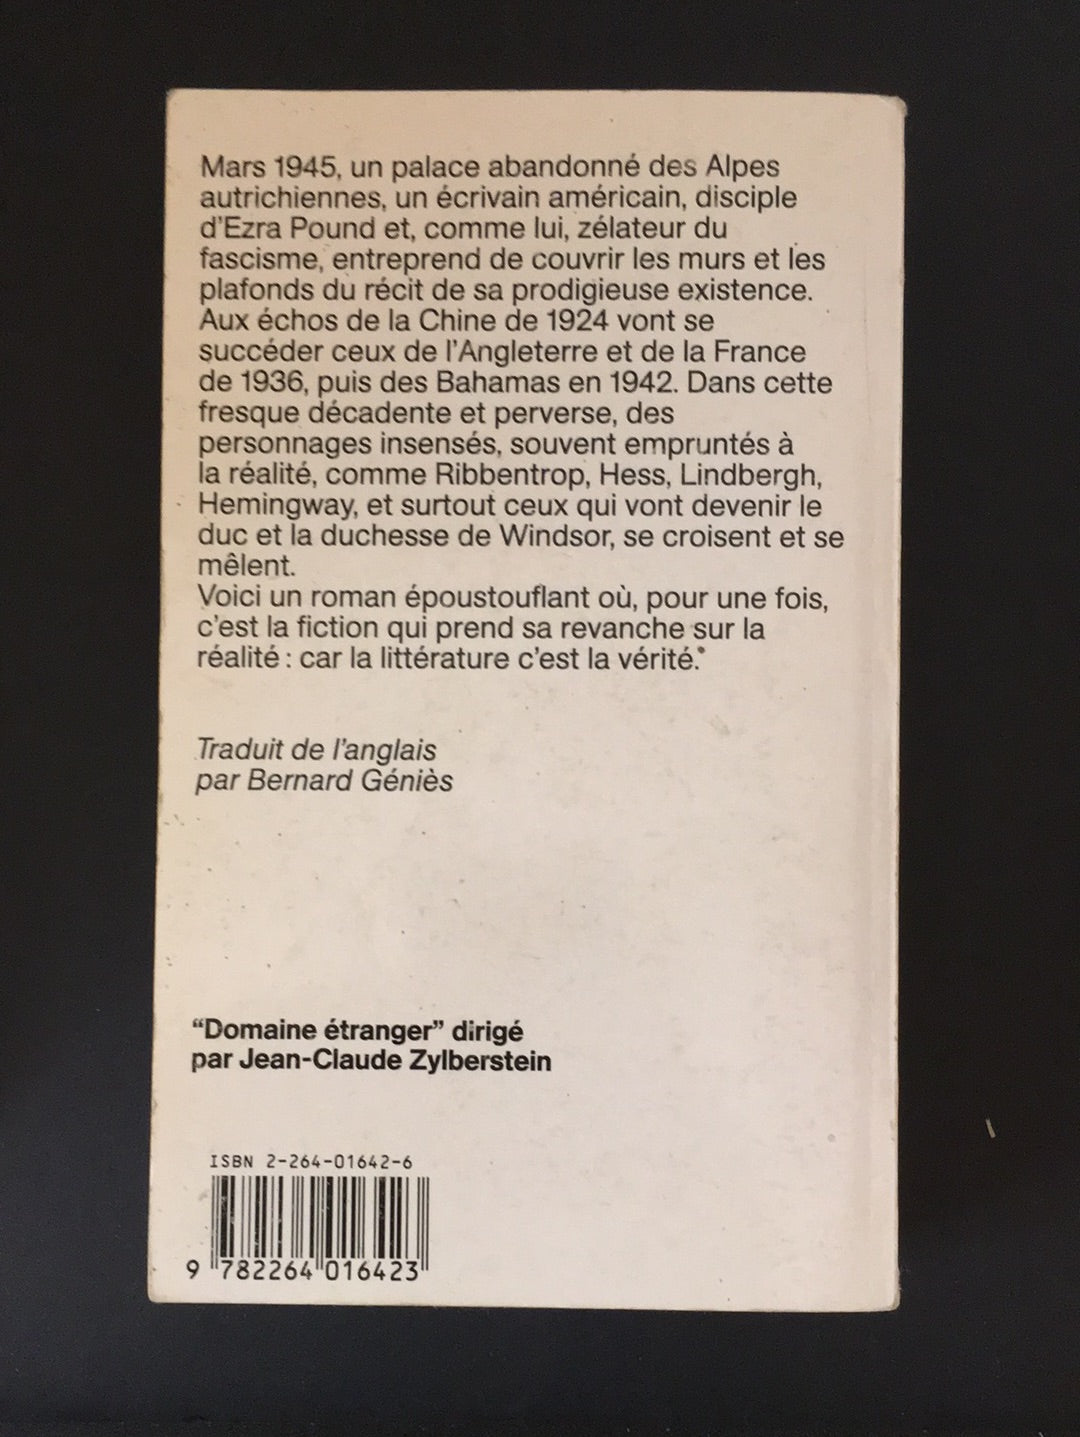 Mars 1945, un palace abandonné des Alpes
autrichiennes, un écrivain américain, disciple
d'Ezra Pound et, comme lui, zélateur du
fascisme, entreprend de couvrir les murs et les
plafonds du récit de sa prodigieuse existence.
Aux échos de la Chine de 1924 vont se
succéder ceux de l'Angleterre et de la France
de 1936, puis des Bahamas en 1942. Dans cette
fresque décadente et perverse, des
personnages insensés, souvent empruntés à
la réalité, comme Ribbentrop, Hess, Lindbergh,
Hemingway, et surtout ceux qui vont devenir le
duc et la duchesse de Windsor, se croisent et se
mêlent.
Voici un roman époustouflant où, pour une fois,
c'est la fiction qui prend sa revanche sur la
réalité : car la littérature c'est la vérité.
Traduit de l'anglais
par Bernard Géniès
“Domaine étranger” dirigé
par Jean-Claude Zylberstein
ISBN 2-264-01642-6
9 782264 016423